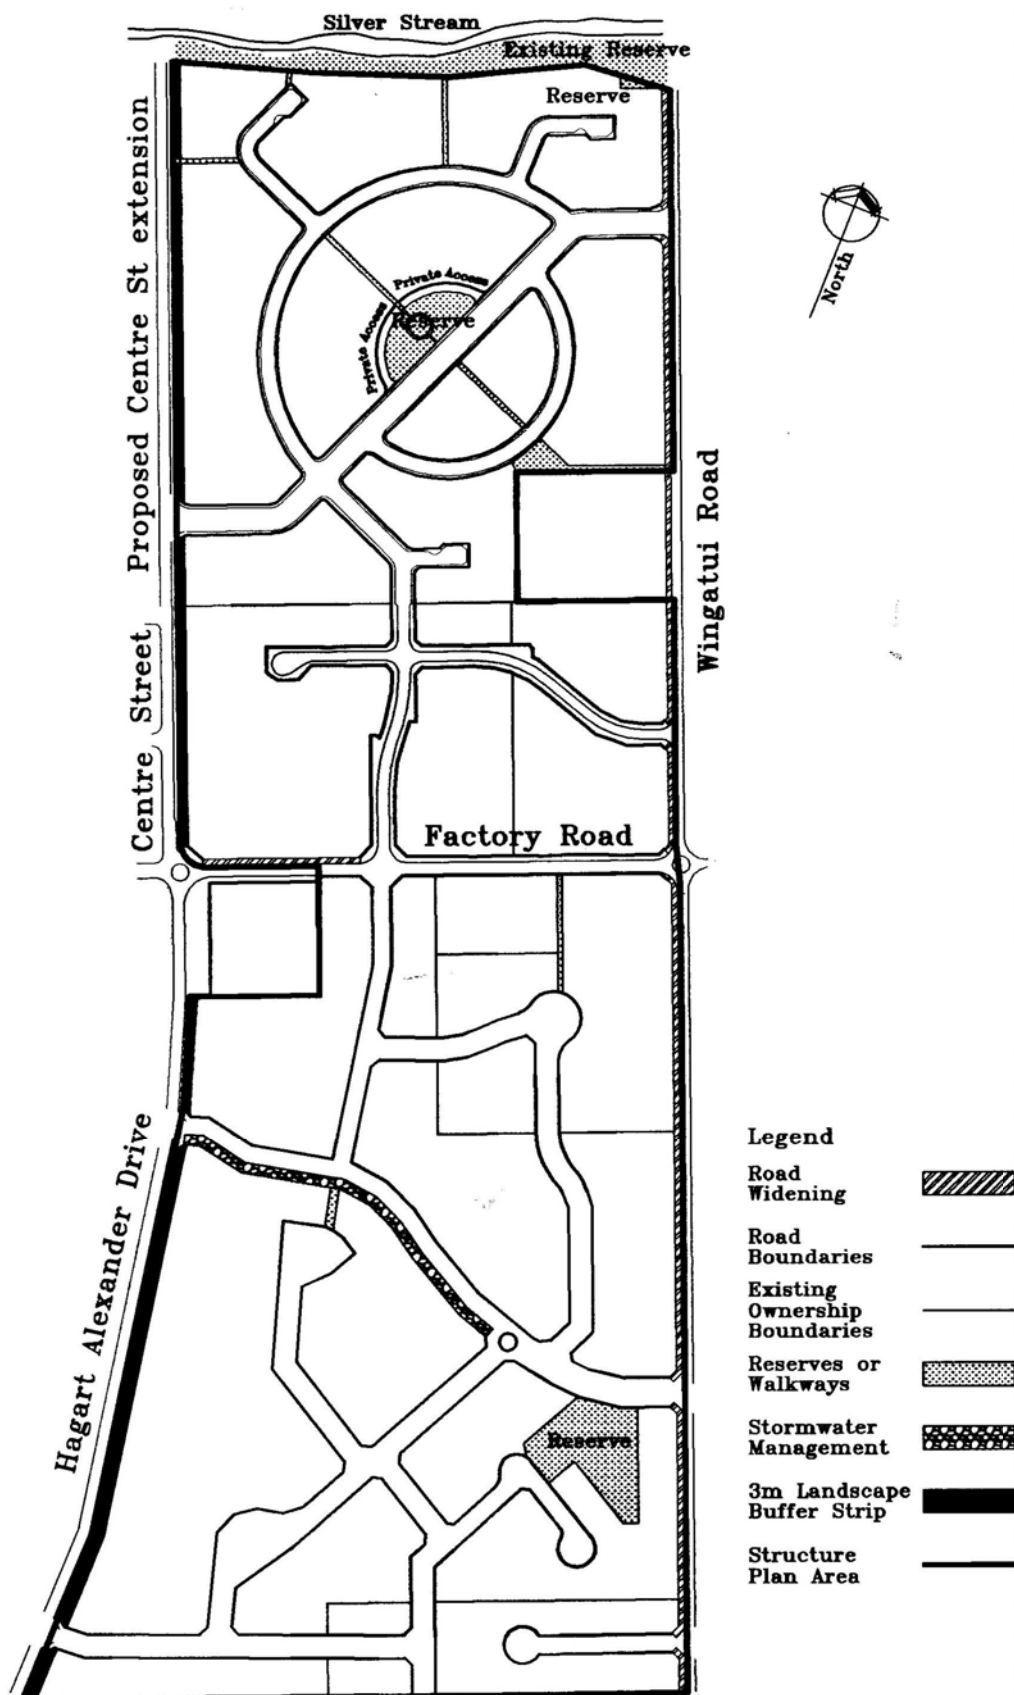 Silver Stream
Existing Reserve
Reserve
Proposed Centre St extension
North
Private Access
Private Access
Reserve
Wingatui Road
Centre Street
Factory Road
Hagart Alexander Drive
Reserve
Legend
Road
Widening
Road
Boundaries
Existing
Ownership
Boundaries
Reserves or
Walkways
Stormwater
Management
3m Landscape
Buffer Strip
Structure
Plan Area